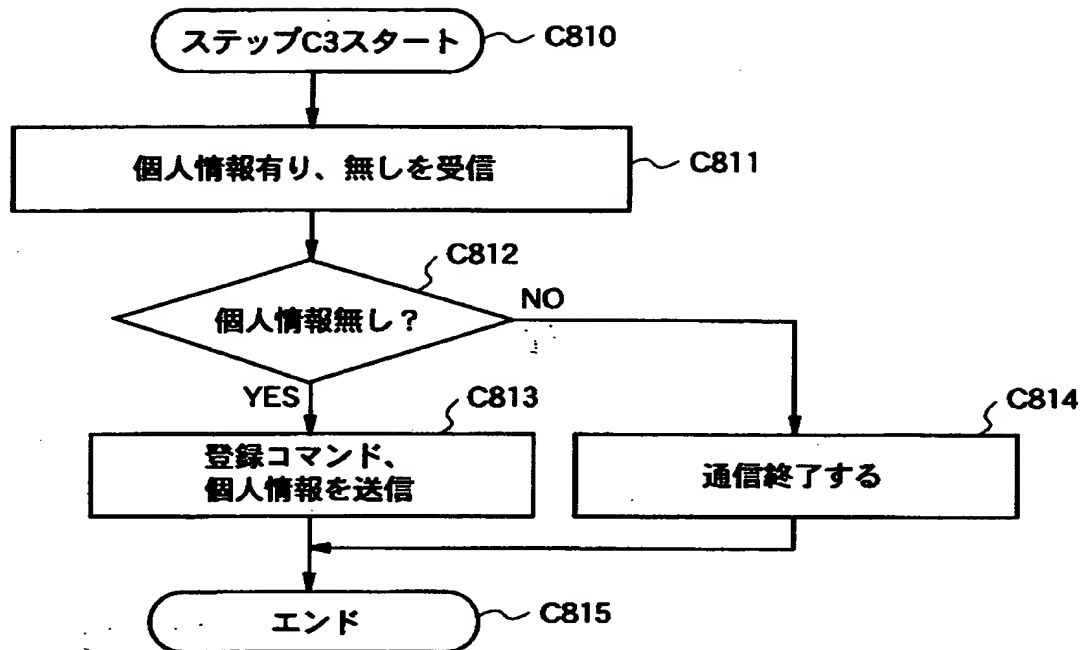 ステップC3スタート
C810
個人情報有り、無しを受信
C811
C812
個人情報無し？
NO
YES
C813
登録コマンド、
個人情報を送信
C814
通信終了する
エンド
C815